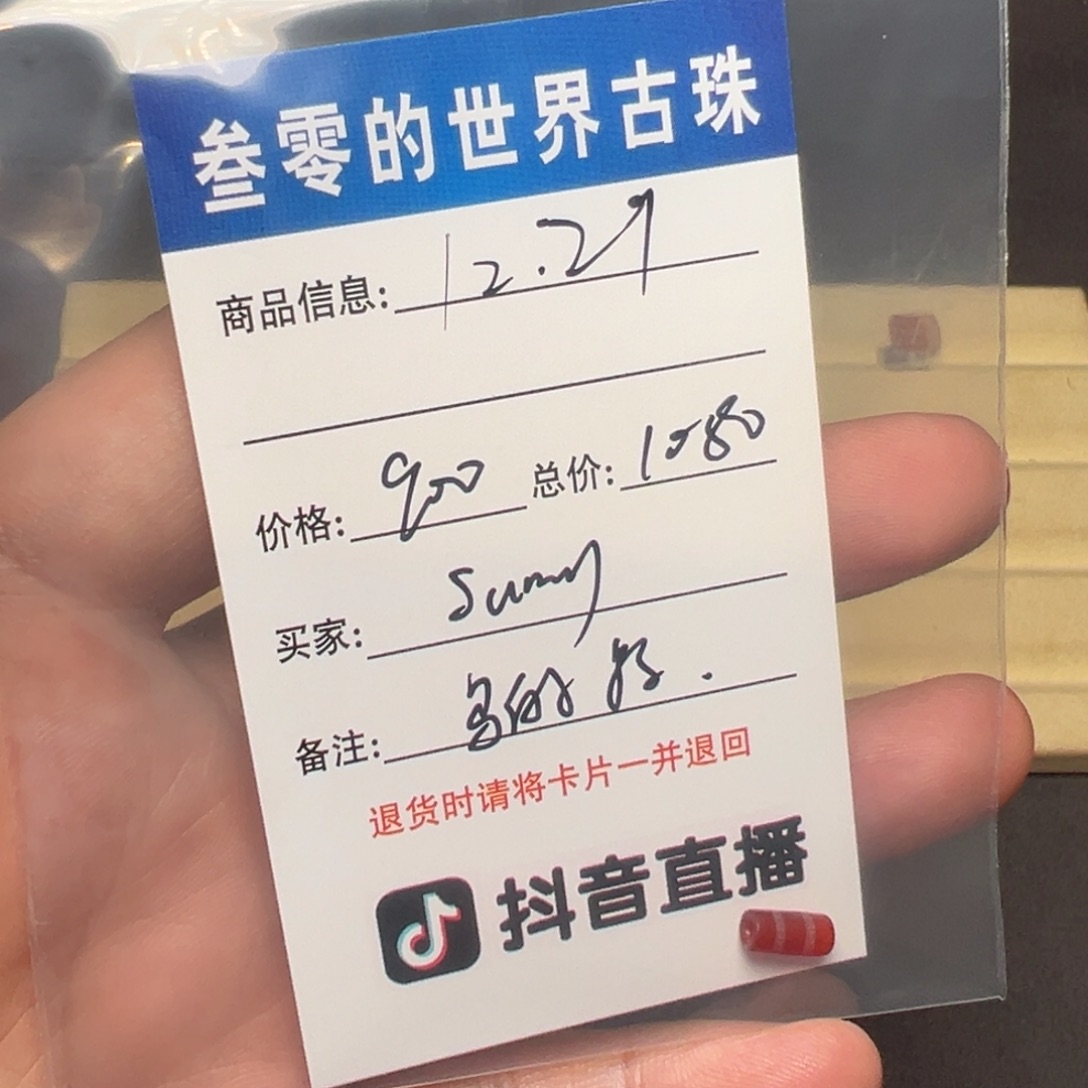 叁零的世界古珠
商品信息: 12.27
价格: 900 总价: 1080
买家: Sunny
备注:
退货时请将卡片一并退回
抖音直播